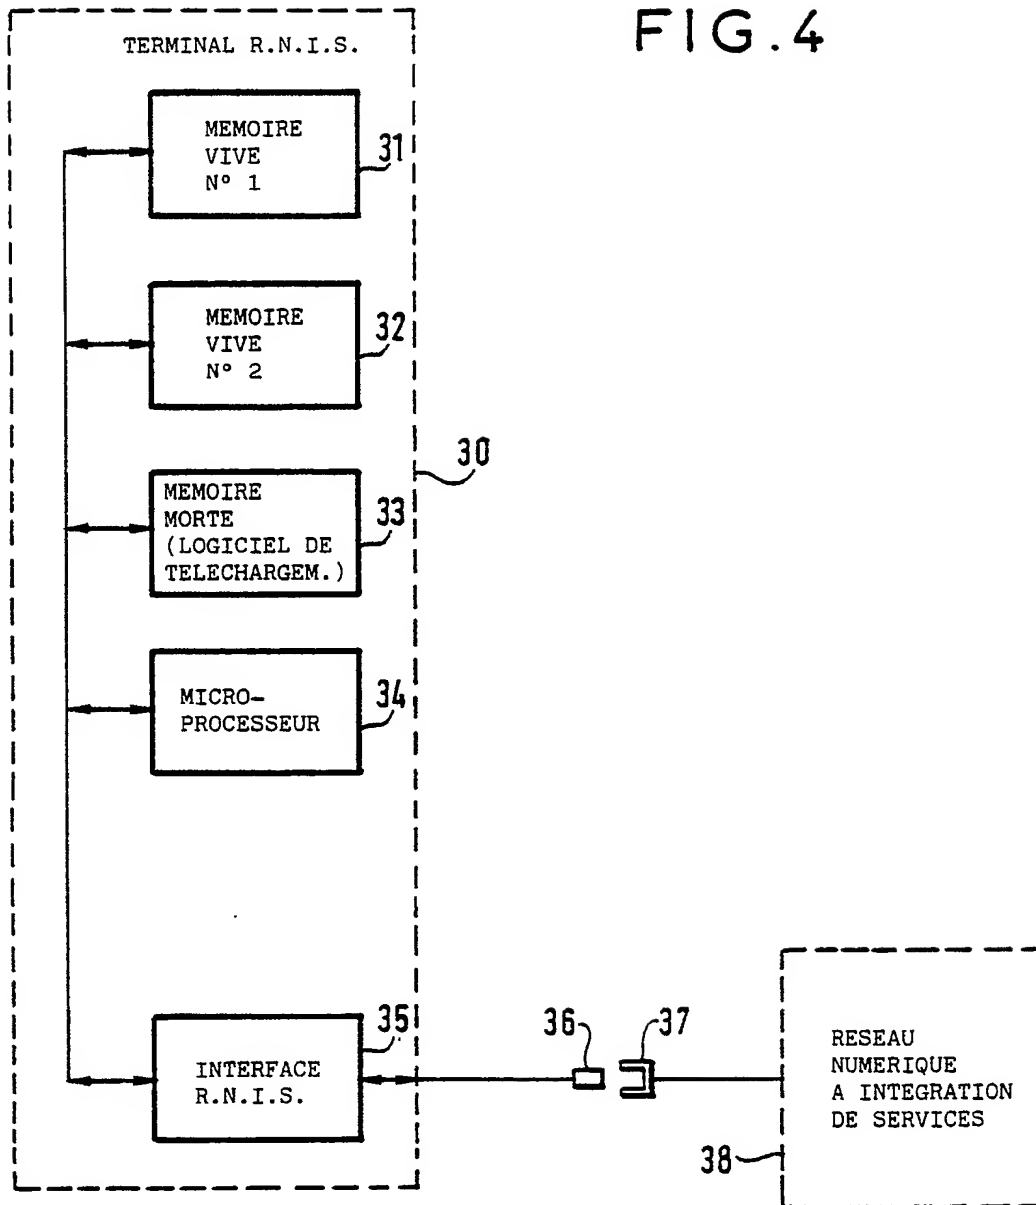 FIG.4
TERMINAL R.N.I.S.
MEMOIRE
VIVE
N° 1
31
MEMOIRE
VIVE
N° 2
32
30
MEMOIRE
MORTE
(LOGICIEL DE
TELECHARGEM.)
33
MICRO-
PROCESSEUR
34
INTERFACE
R.N.I.S.
35
36
37
RESEAU
NUMERIQUE
A INTEGRATION
DE SERVICES
38